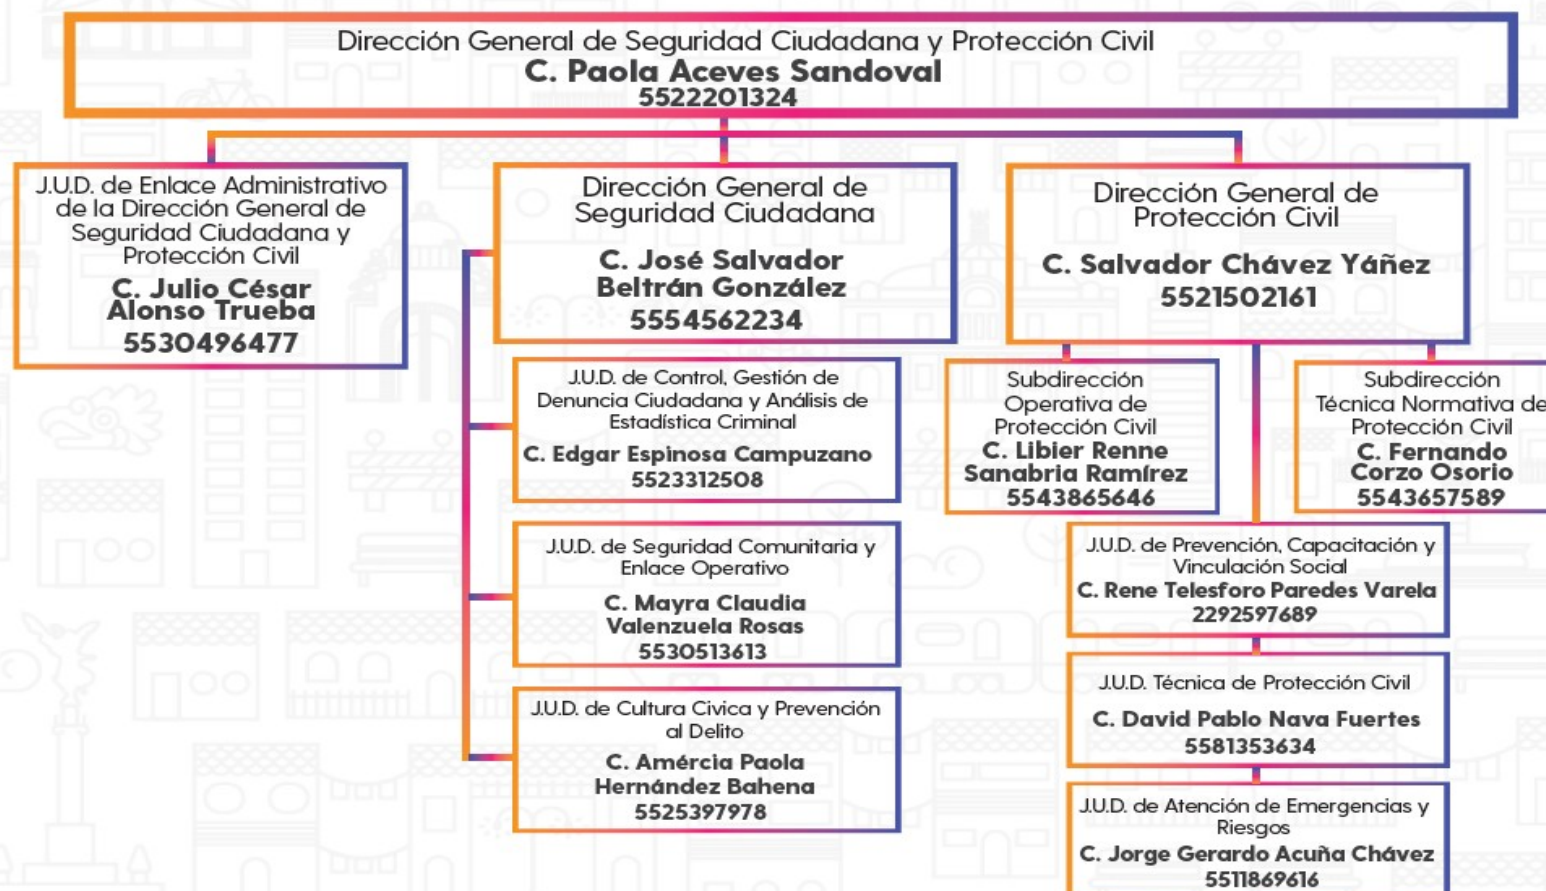 Dirección General de Seguridad Ciudadana y Protección Civil
C. Paola Aceves Sandoval
5522201324
J.U.D. de Enlace Administrativo
de la Dirección General de
Seguridad Ciudadana y
Protección Civil
C. Julio César
Alonso Trueba
5530496477
Dirección General de
Seguridad Ciudadana
C. José Salvador
Beltrán González
5554562234
J.U.D. de Control, Gestión de
Denuncia Ciudadana y Análisis de
Estadística Criminal
C. Edgar Espinosa Campuzano
5523312508
J.U.D. de Seguridad Comunitaria y
Enlace Operativo
C. Mayra Claudia
Valenzuela Rosas
5530513613
J.U.D. de Cultura Civica y Prevención
al Delito
C. Amércia Paola
Hernández Bahena
5525397978
Dirección General de
Protección Civil
C. Salvador Chávez Yáñez
5521502161
Subdirección
Operativa de
Protección Civil
C. Libier Renne
Sanabria Ramírez
5543865646
Subdirección
Técnica Normativa de
Protección Civil
C. Fernando
Corzo Osorio
5543657589
J.U.D. de Prevención, Capacitación y
Vinculación Social
C. Rene Telesforo Paredes Varela
2292597689
J.U.D. Técnica de Protección Civil
C. David Pablo Nava Fuertes
5581353634
J.U.D. de Atención de Emergencias y
Riesgos
C. Jorge Gerardo Acuña Chávez
5511869616